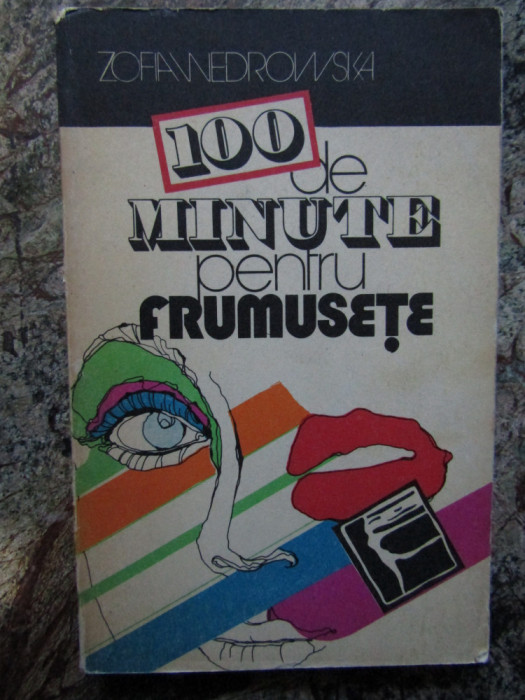 ZOFIA WEDROWSKA
100
de
MINUTE
pentru
FRUMUSEȚE